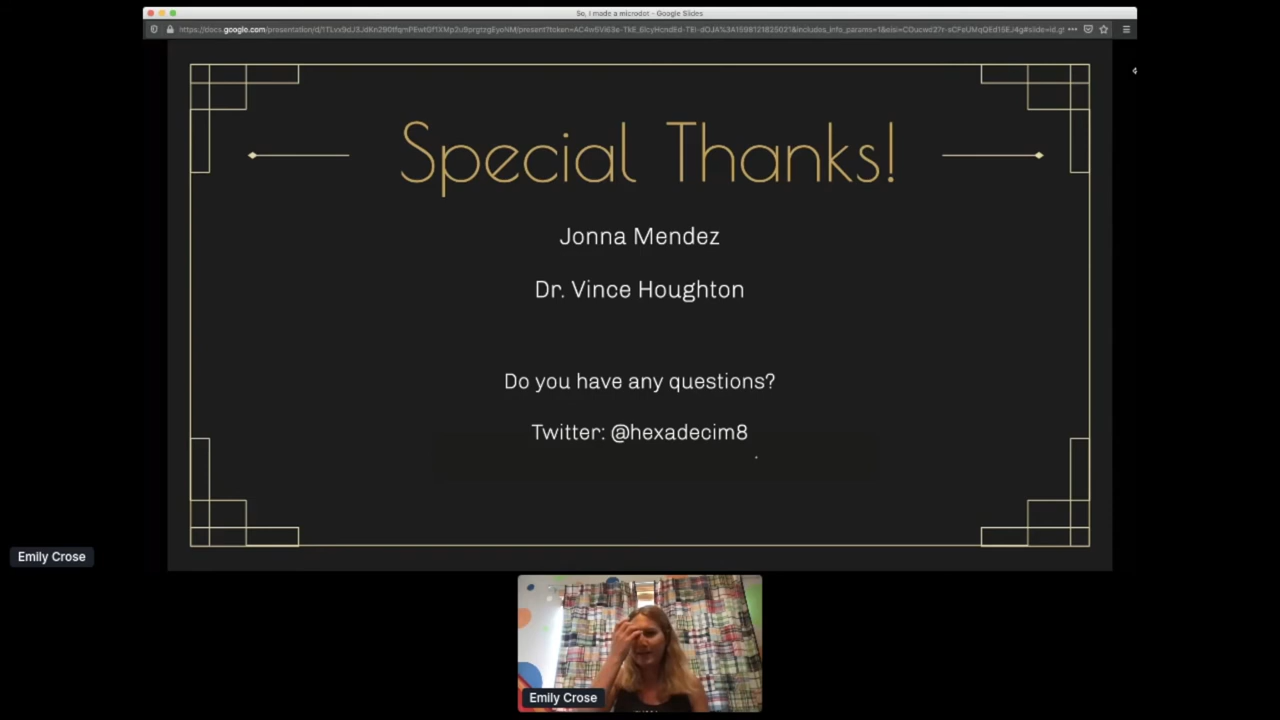 So, I made a microdot - Google Slides
Special Thanks!
Jonna Mendez
Dr. Vince Houghton
Do you have any questions?
Twitter: @hexadecim8
Emily Crose
Emily Crose